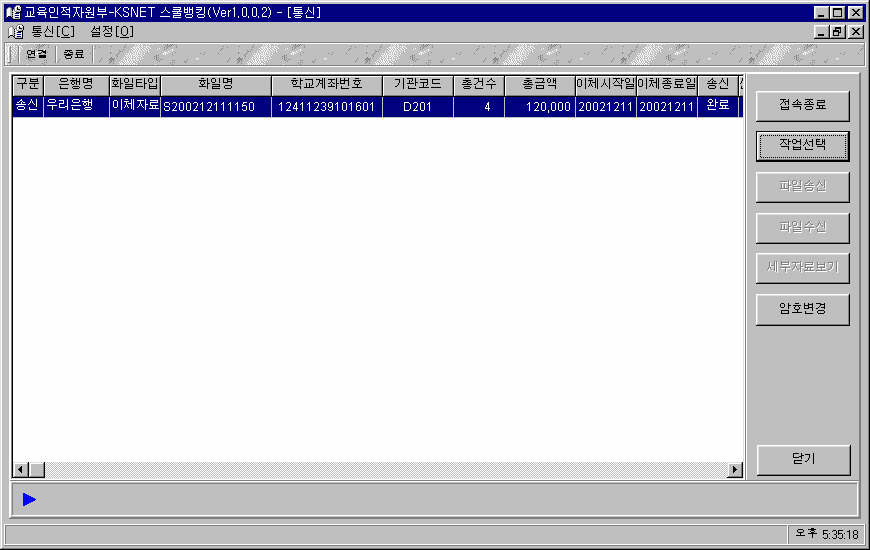 교육인적자원부-KSNET 스쿨뱅킹(Ver1,0,0,2) - [통신]
통신[C] 설정[O]
연결 종료
구분 은행명 화일타입 화일명 학교계좌번호 기관코드 총건수 총금액 이체시작일 이체종료일 송신
송신 우리은행 이체자료 S200212111150 12411239101601 D201 4 120,000 20021211 20021211 완료
접속종료
작업선택
파일송신
파일수신
세무자료보기
암호변경
닫기
오후 5:35:18